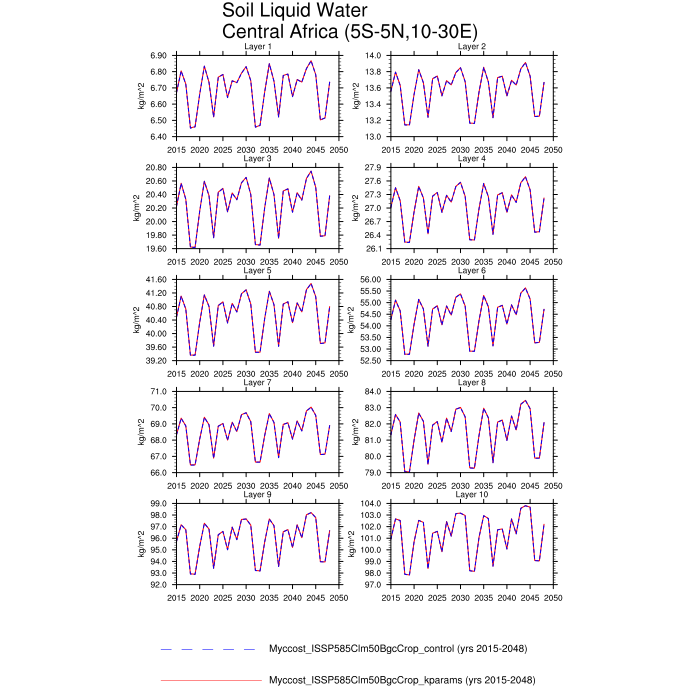 Soil Liquid Water
Central Africa (5S-5N,10-30E)
Layer 1
Layer 2
kg/m^2
6.90
6.80
6.70
6.60
6.50
6.40
2015 2020 2025 2030 2035 2040 2045 2050
kg/m^2
14.0
13.8
13.6
13.4
13.2
13.0
2015 2020 2025 2030 2035 2040 2045 2050
Layer 3
Layer 4
kg/m^2
20.80
20.60
20.40
20.20
20.00
19.80
19.60
2015 2020 2025 2030 2035 2040 2045 2050
kg/m^2
27.9
27.6
27.3
27.0
26.7
26.4
26.1
2015 2020 2025 2030 2035 2040 2045 2050
Layer 5
Layer 6
kg/m^2
41.60
41.20
40.80
40.40
40.00
39.60
39.20
2015 2020 2025 2030 2035 2040 2045 2050
kg/m^2
56.00
55.50
55.00
54.50
54.00
53.50
53.00
52.50
2015 2020 2025 2030 2035 2040 2045 2050
Layer 7
Layer 8
kg/m^2
71.0
70.0
69.0
68.0
67.0
66.0
2015 2020 2025 2030 2035 2040 2045 2050
kg/m^2
84.0
83.0
82.0
81.0
80.0
79.0
2015 2020 2025 2030 2035 2040 2045 2050
Layer 9
Layer 10
kg/m^2
99.0
98.0
97.0
96.0
95.0
94.0
93.0
92.0
2015 2020 2025 2030 2035 2040 2045 2050
kg/m^2
104.0
103.0
102.0
101.0
100.0
99.0
98.0
97.0
2015 2020 2025 2030 2035 2040 2045 2050
Myccost_ISSP585Clm50BgcCrop_control (yrs 2015-2048)
Myccost_ISSP585Clm50BgcCrop_kparams (yrs 2015-2048)